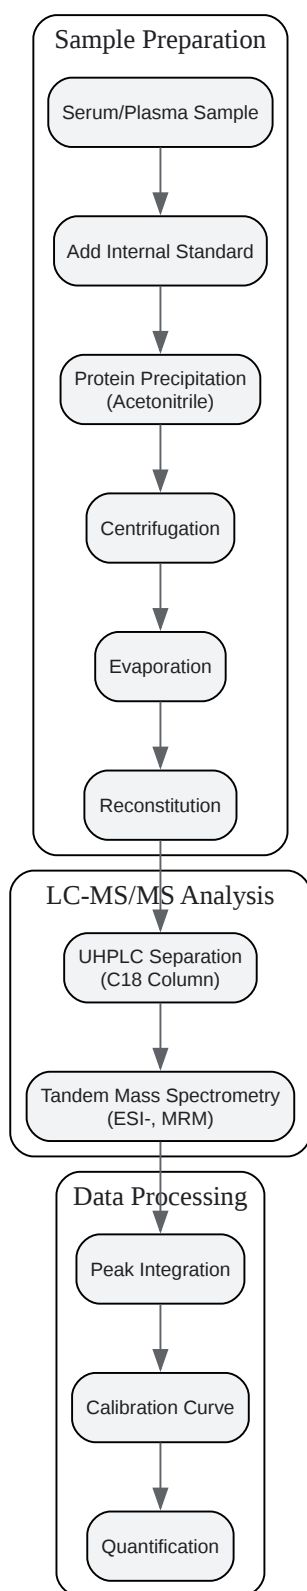 Sample Preparation
Serum/Plasma Sample
Add Internal Standard
Protein Precipitation
(Acetonitrile)
Centrifugation
Evaporation
Reconstitution
LC-MS/MS Analysis
UHPLC Separation
(C18 Column)
Tandem Mass Spectrometry
(ESI-, MRM)
Data Processing
Peak Integration
Calibration Curve
Quantification